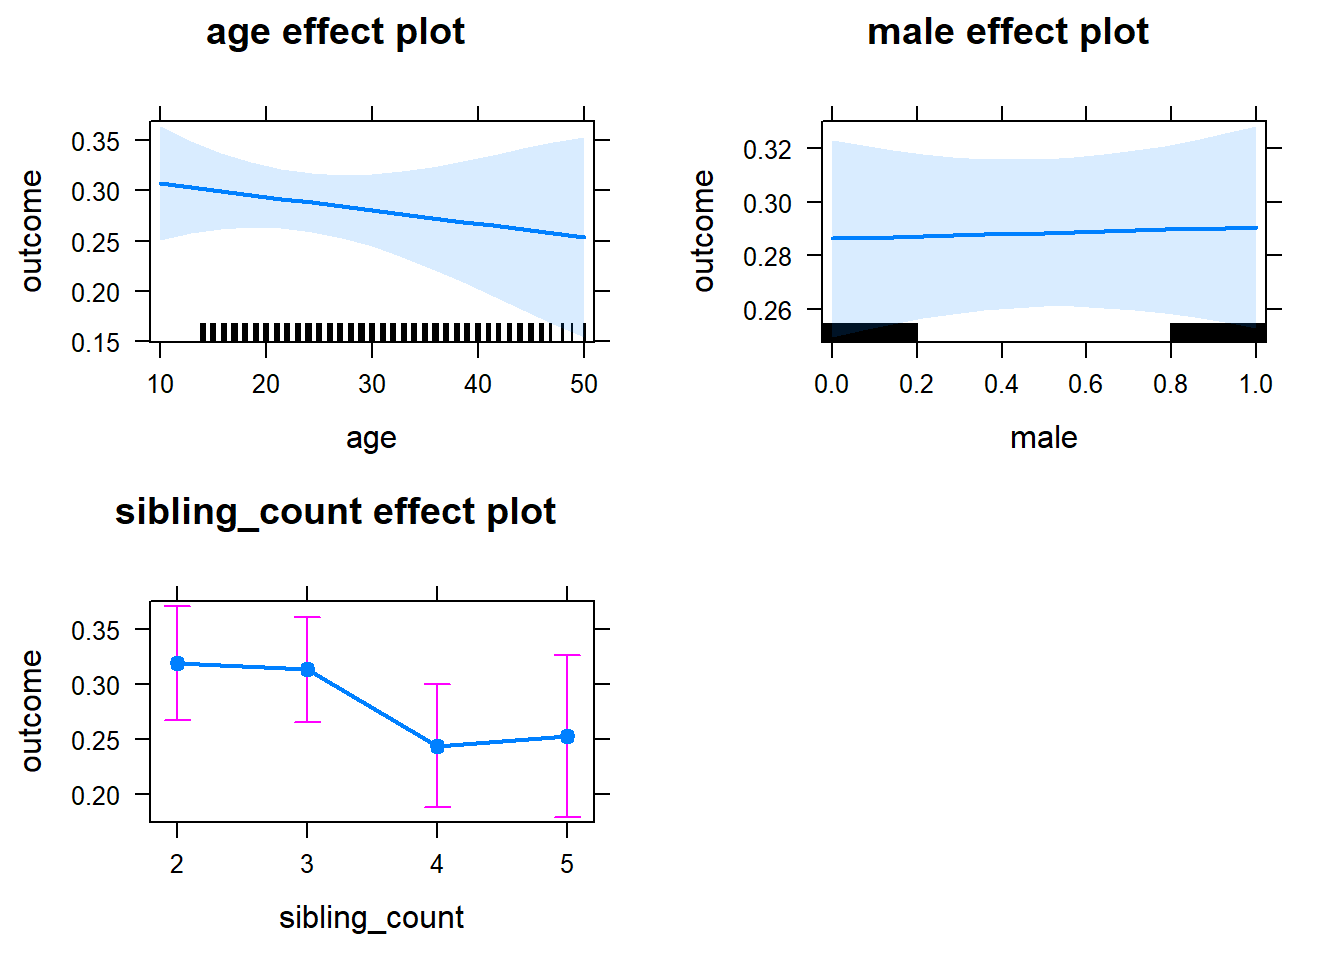 age effect plot
outcome
0.35
0.30
0.25
0.20
0.15
10 20 30 40 50
age
male effect plot
outcome
0.32
0.30
0.28
0.26
0.0 0.2 0.4 0.6 0.8 1.0
male
sibling_count effect plot
outcome
0.35
0.30
0.25
0.20
2 3 4 5
sibling_count